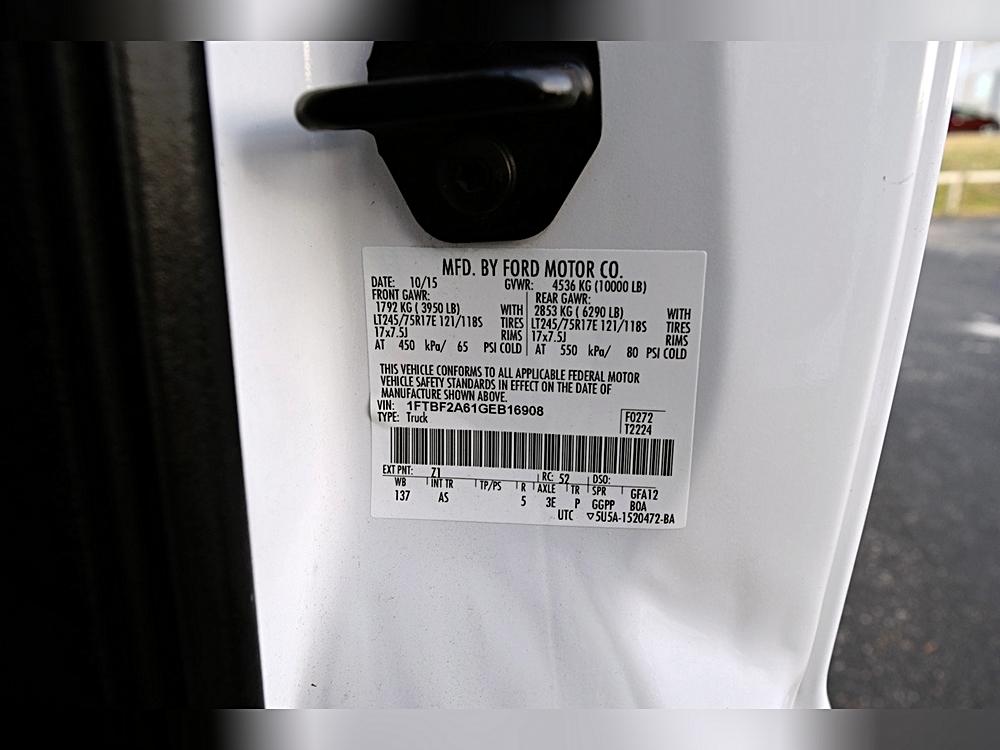 MFD. BY FORD MOTOR CO.
DATE: 10/15 GVWR: 4536 KG (10000 LB)
FRONT GAWR: REAR GAWR:
1792 KG ( 3950 LB) WITH 2853 KG ( 6290 LB) WITH
LT245/75R17E 121/118S TIRES LT245/75R17E 121/118S TIRES
17x7.5J RIMS 17x7.5J RIMS
AT 450 kPa/ 65 PSI COLD AT 550 kPa/ 80 PSI COLD
THIS VEHICLE CONFORMS TO ALL APPLICABLE FEDERAL MOTOR
VEHICLE SAFETY STANDARDS IN EFFECT ON THE DATE OF
MANUFACTURE SHOWN ABOVE.
VIN: 1FTBF2A61GEB16908 F0272
TYPE: Truck T2224
EXT PNT: Z1 RC: 52 DSO:
WB INT TR TP/PS R AXLE TR SPR GFA12
137 AS 5 3E P GGPP BOA
UTC ▽5U5A-1520472-BA